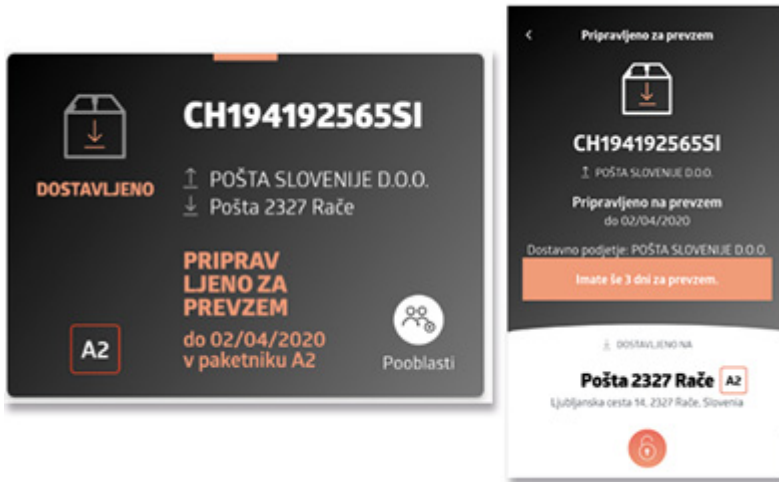 CH194192565SI
DOSTAVLJENO
POŠTA SLOVENIJE D.O.O.
Pošta 2327 Rače
PRIPRAV
LJENO ZA
PREVZEM
do 02/04/2020
v paketniku A2
A2
Pooblasti
Pripravljeno za prevzem
CH194192565SI
POŠTA SLOVENIJE D.O.O.
Pripravljeno na prevzem
do 02/04/2020
Dostavno podjetje: POŠTA SLOVENIJE D.O.O.
Imate še 3 dni za prevzem.
DOSTAVLJENO NA
Pošta 2327 Rače A2
Ljubljanska cesta 14, 2327 Rače, Slovenia